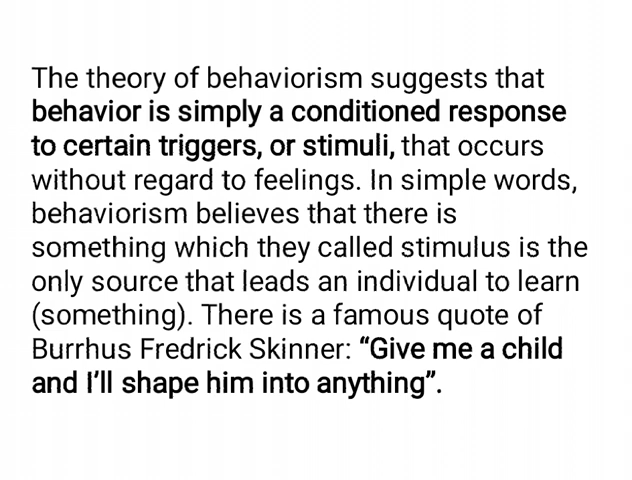 The theory of behaviorism suggests that
behavior is simply a conditioned response
to certain triggers, or stimuli, that occurs
without regard to feelings. In simple words,
behaviorism believes that there is
something which they called stimulus is the
only source that leads an individual to learn
(something). There is a famous quote of
Burrhus Fredrick Skinner: “Give me a child
and I’ll shape him into anything”.